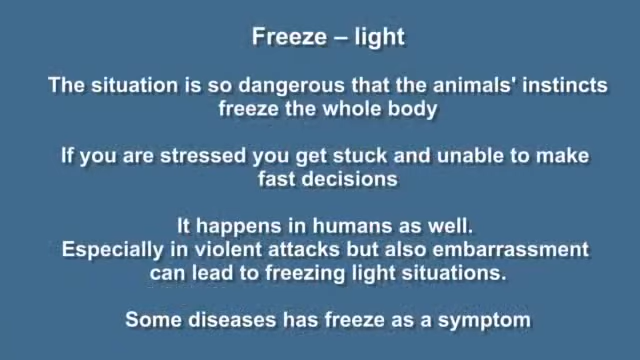 Freeze – light
The situation is so dangerous that the animals' instincts
freeze the whole body
If you are stressed you get stuck and unable to make
fast decisions
It happens in humans as well.
Especially in violent attacks but also embarrassment
can lead to freezing light situations.
Some diseases has freeze as a symptom